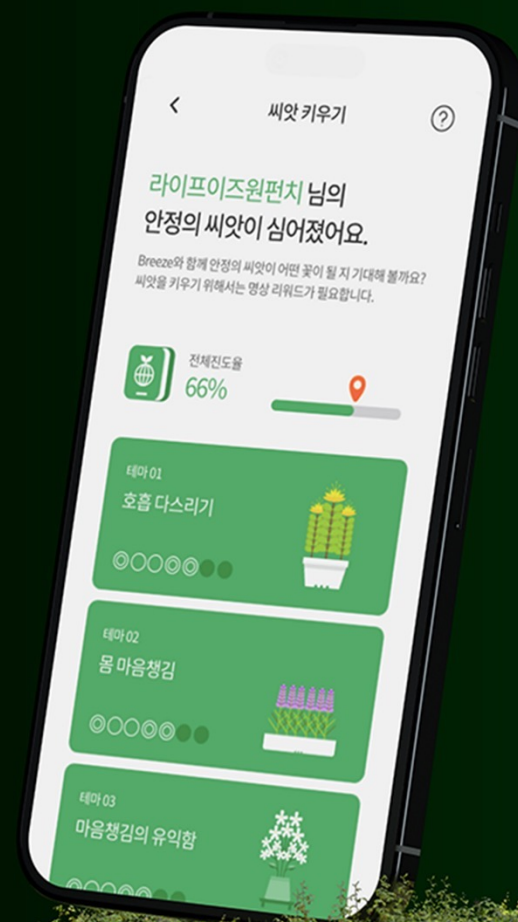 씨앗 키우기
라이프이즈원펀치 님의
안정의 씨앗이 심어졌어요.
Breeze와 함께 안정의 씨앗이 어떤 꽃이 될 지 기대해 볼까요?
씨앗을 키우기 위해서는 명상 리워드가 필요합니다.
전체진도율
66%
테마 01
호흡 다스리기
테마 02
몸 마음챙김
테마 03
마음챙김의 유익함